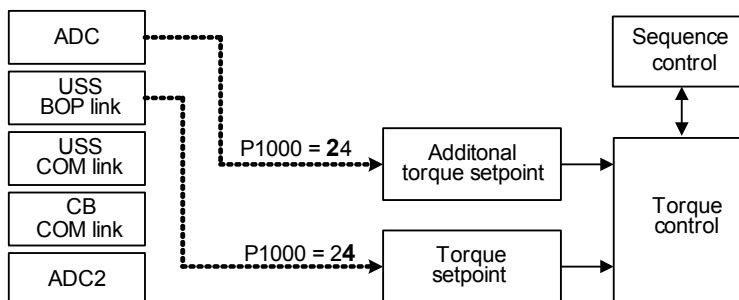 ADC
USS
BOP link
USS
COM link
CB
COM link
ADC2
P1000 = 24
Additonal
torque setpoint
P1000 = 24
Torque
setpoint
Sequence
control
Torque
control